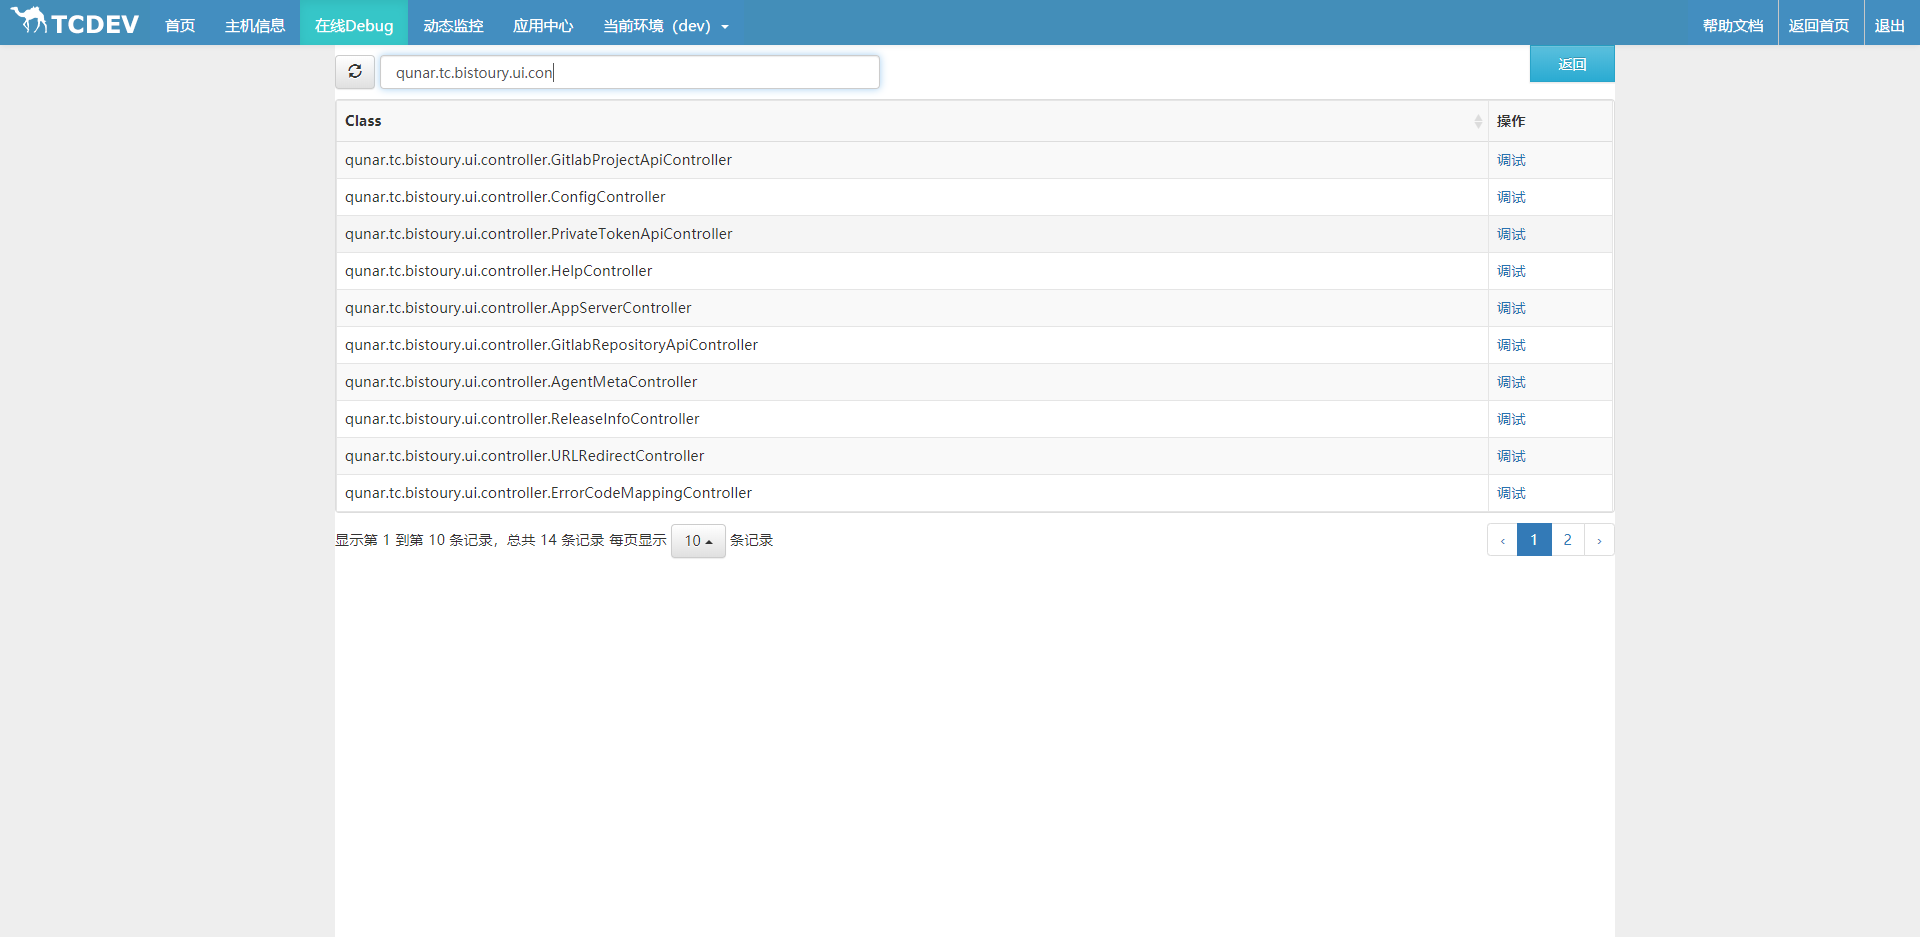 TCDEV 首页 主机信息 在线Debug 动态监控 应用中心 当前环境（dev） 帮助文档 返回首页 退出
qunar.tc.bistoury.ui.con 返回
Class 操作
qunar.tc.bistoury.ui.controller.GitlabProjectApiController 调试
qunar.tc.bistoury.ui.controller.ConfigController 调试
qunar.tc.bistoury.ui.controller.PrivateTokenApiController 调试
qunar.tc.bistoury.ui.controller.HelpController 调试
qunar.tc.bistoury.ui.controller.AppServerController 调试
qunar.tc.bistoury.ui.controller.GitlabRepositoryApiController 调试
qunar.tc.bistoury.ui.controller.AgentMetaController 调试
qunar.tc.bistoury.ui.controller.ReleaseInfoController 调试
qunar.tc.bistoury.ui.controller.URLRedirectController 调试
qunar.tc.bistoury.ui.controller.ErrorCodeMappingController 调试
显示第 1 到第 10 条记录，总共 14 条记录 每页显示 10 条记录 ‹ 1 2 ›